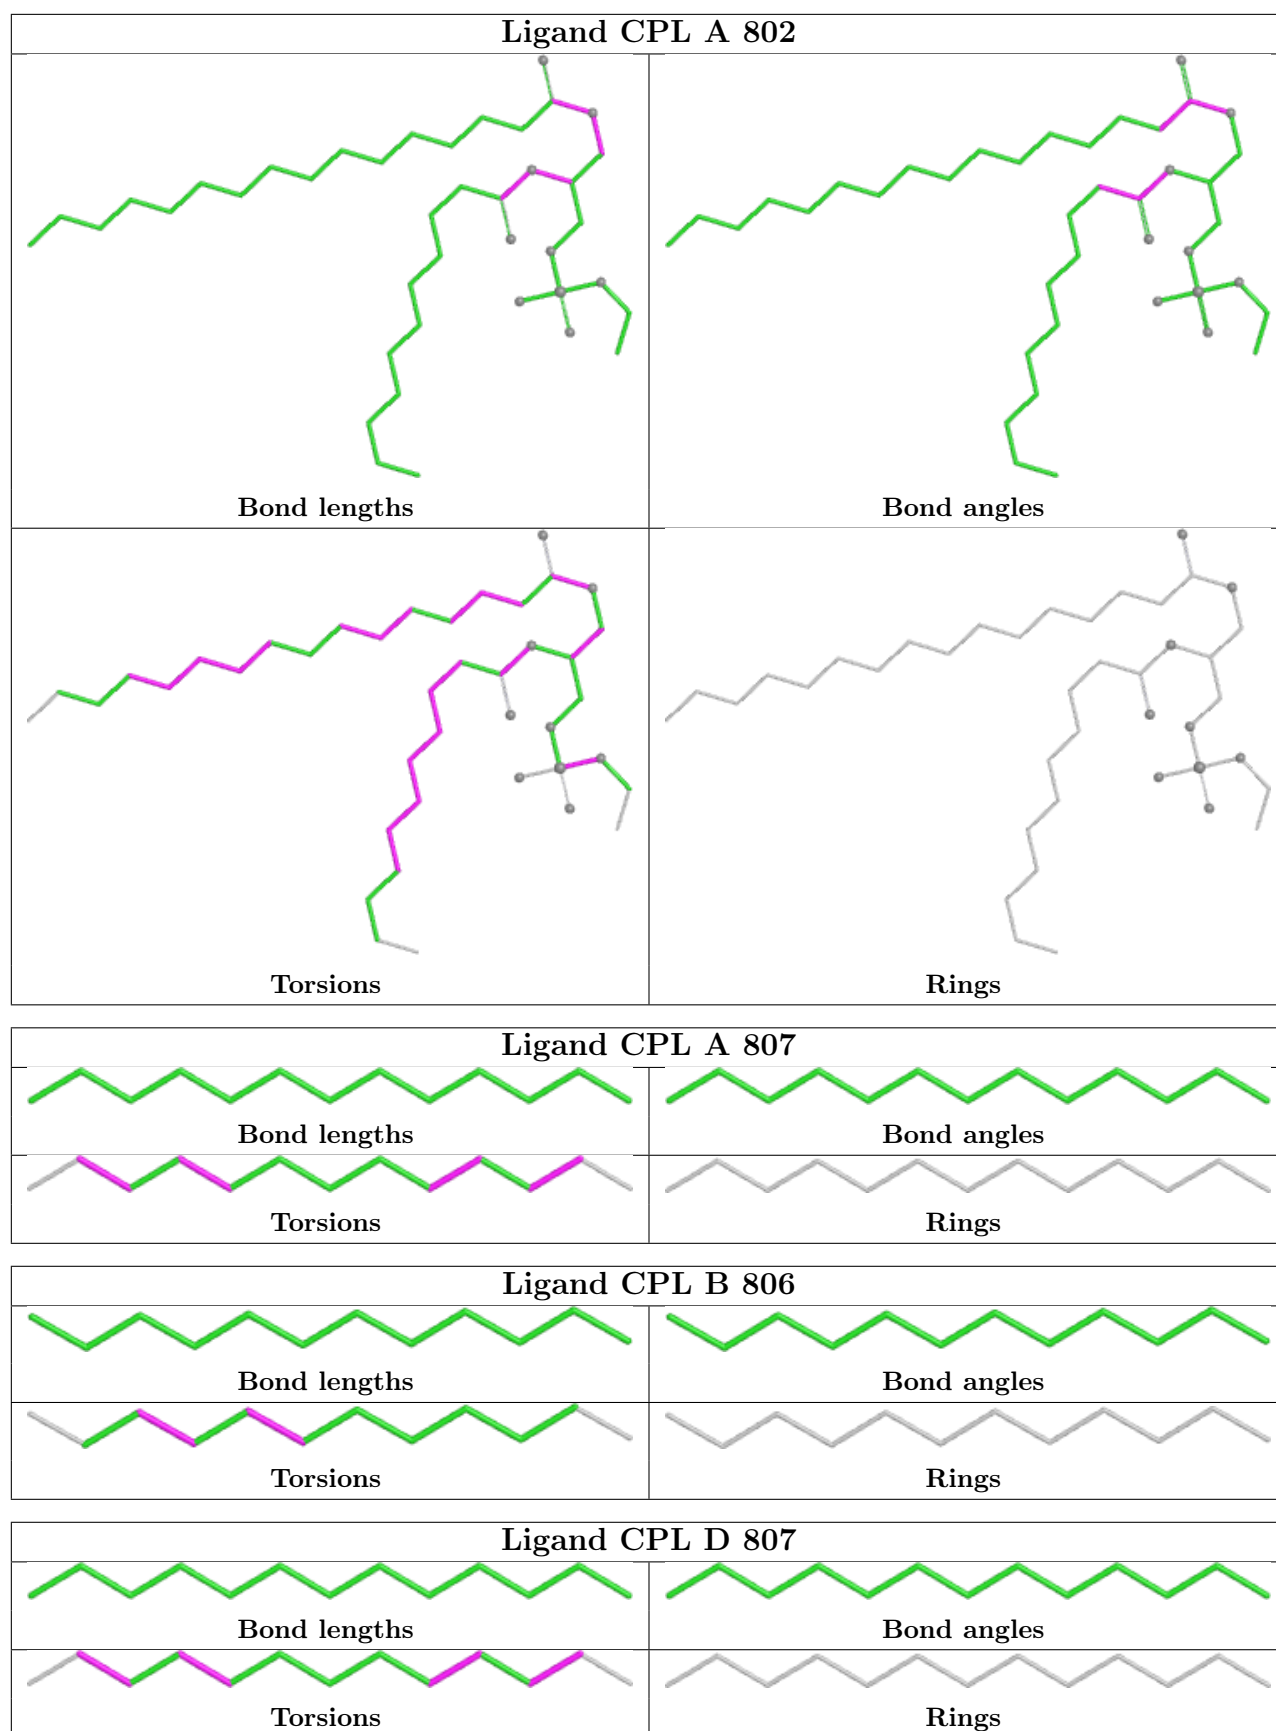 Ligand CPL A 802
Bond lengths
Bond angles
Torsions
Rings
Ligand CPL A 807
Bond lengths
Bond angles
Torsions
Rings
Ligand CPL B 806
Bond lengths
Bond angles
Torsions
Rings
Ligand CPL D 807
Bond lengths
Bond angles
Torsions
Rings